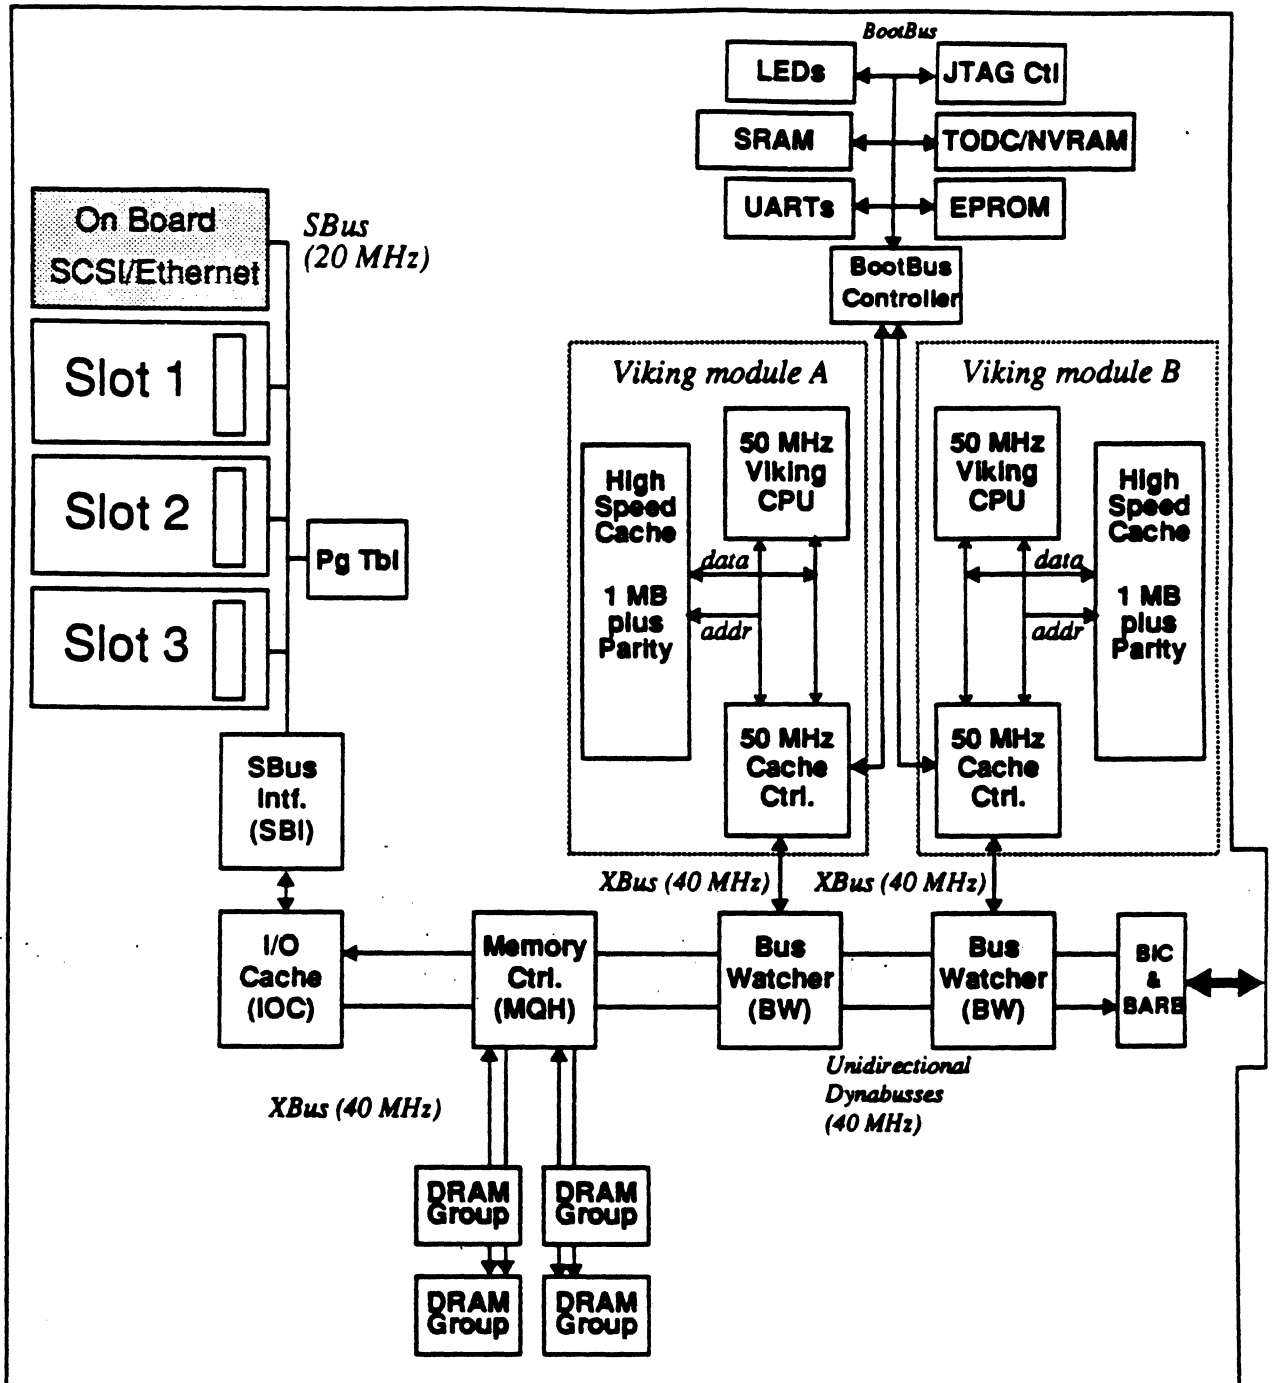 BootBus
LEDs
JTAG Ctl
SRAM
TODC/NVRAM
UARTs
EPROM
BootBus
Controller
On Board
SCSI/Ethernet
SBus
(20 MHz)
Slot 1
Slot 2
Slot 3
Pg Tbl
SBus
Intf.
(SBI)
Viking module A
50 MHz
Viking
CPU
High
Speed
Cache
1 MB
plus
Parity
data
addr
50 MHz
Cache
Ctrl.
Viking module B
50 MHz
Viking
CPU
High
Speed
Cache
1 MB
plus
Parity
data
addr
50 MHz
Cache
Ctrl.
XBus (40 MHz)
XBus (40 MHz)
I/O
Cache
(IOC)
Memory
Ctrl.
(MQH)
Bus
Watcher
(BW)
Bus
Watcher
(BW)
BIC
&
BARB
Unidirectional
Dynabusses
(40 MHz)
XBus (40 MHz)
DRAM
Group
DRAM
Group
DRAM
Group
DRAM
Group